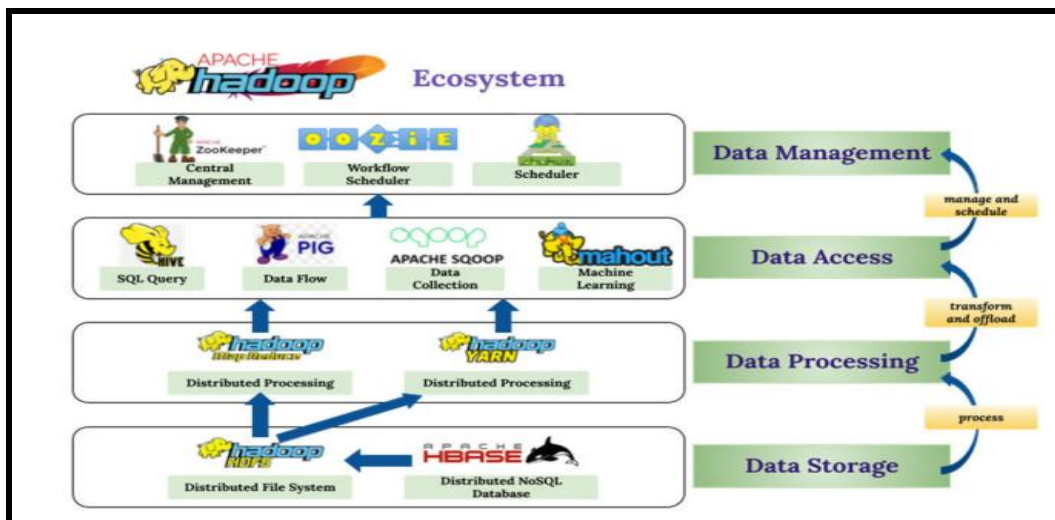 APACHE
hadoop
Ecosystem
APACHE
ZooKeeper
Central
Management
OOZIE
Workflow
Scheduler
chukwa
Scheduler
Data Management
manage and
schedule
HIVE
SQL Query
APACHE
PIG
Data Flow
sqoop
APACHE SQOOP
Data
Collection
mahout
Machine
Learning
Data Access
transform
and offload
hadoop
Map Reduce
Distributed Processing
hadoop
YARN
Distributed Processing
Data Processing
process
hadoop
HDFS
Distributed File System
APACHE
HBASE
Distributed NoSQL
Database
Data Storage